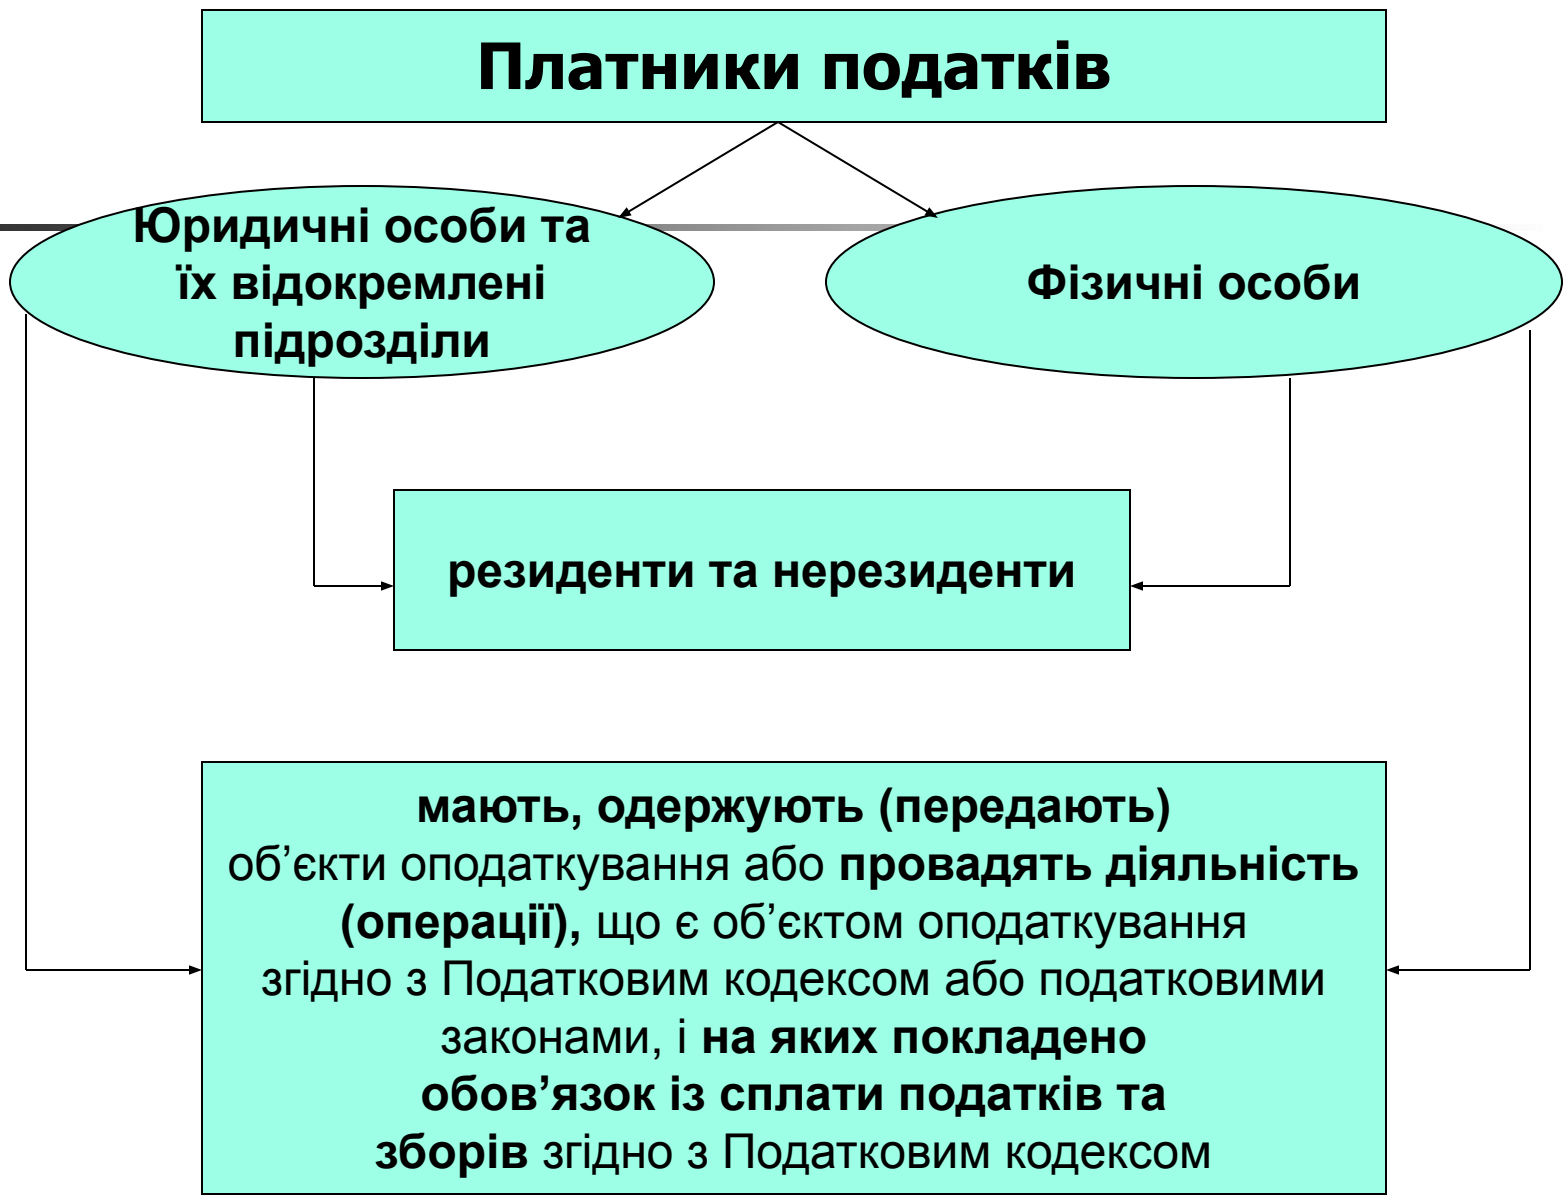 Платники податків
Юридичні особи та
їх відокремлені
підрозділи
Фізичні особи
резиденти та нерезиденти
мають, одержують (передають)
об’єкти оподаткування або провадять діяльність
(операції), що є об’єктом оподаткування
згідно з Податковим кодексом або податковими
законами, і на яких покладено
обов’язок із сплати податків та
зборів згідно з Податковим кодексом